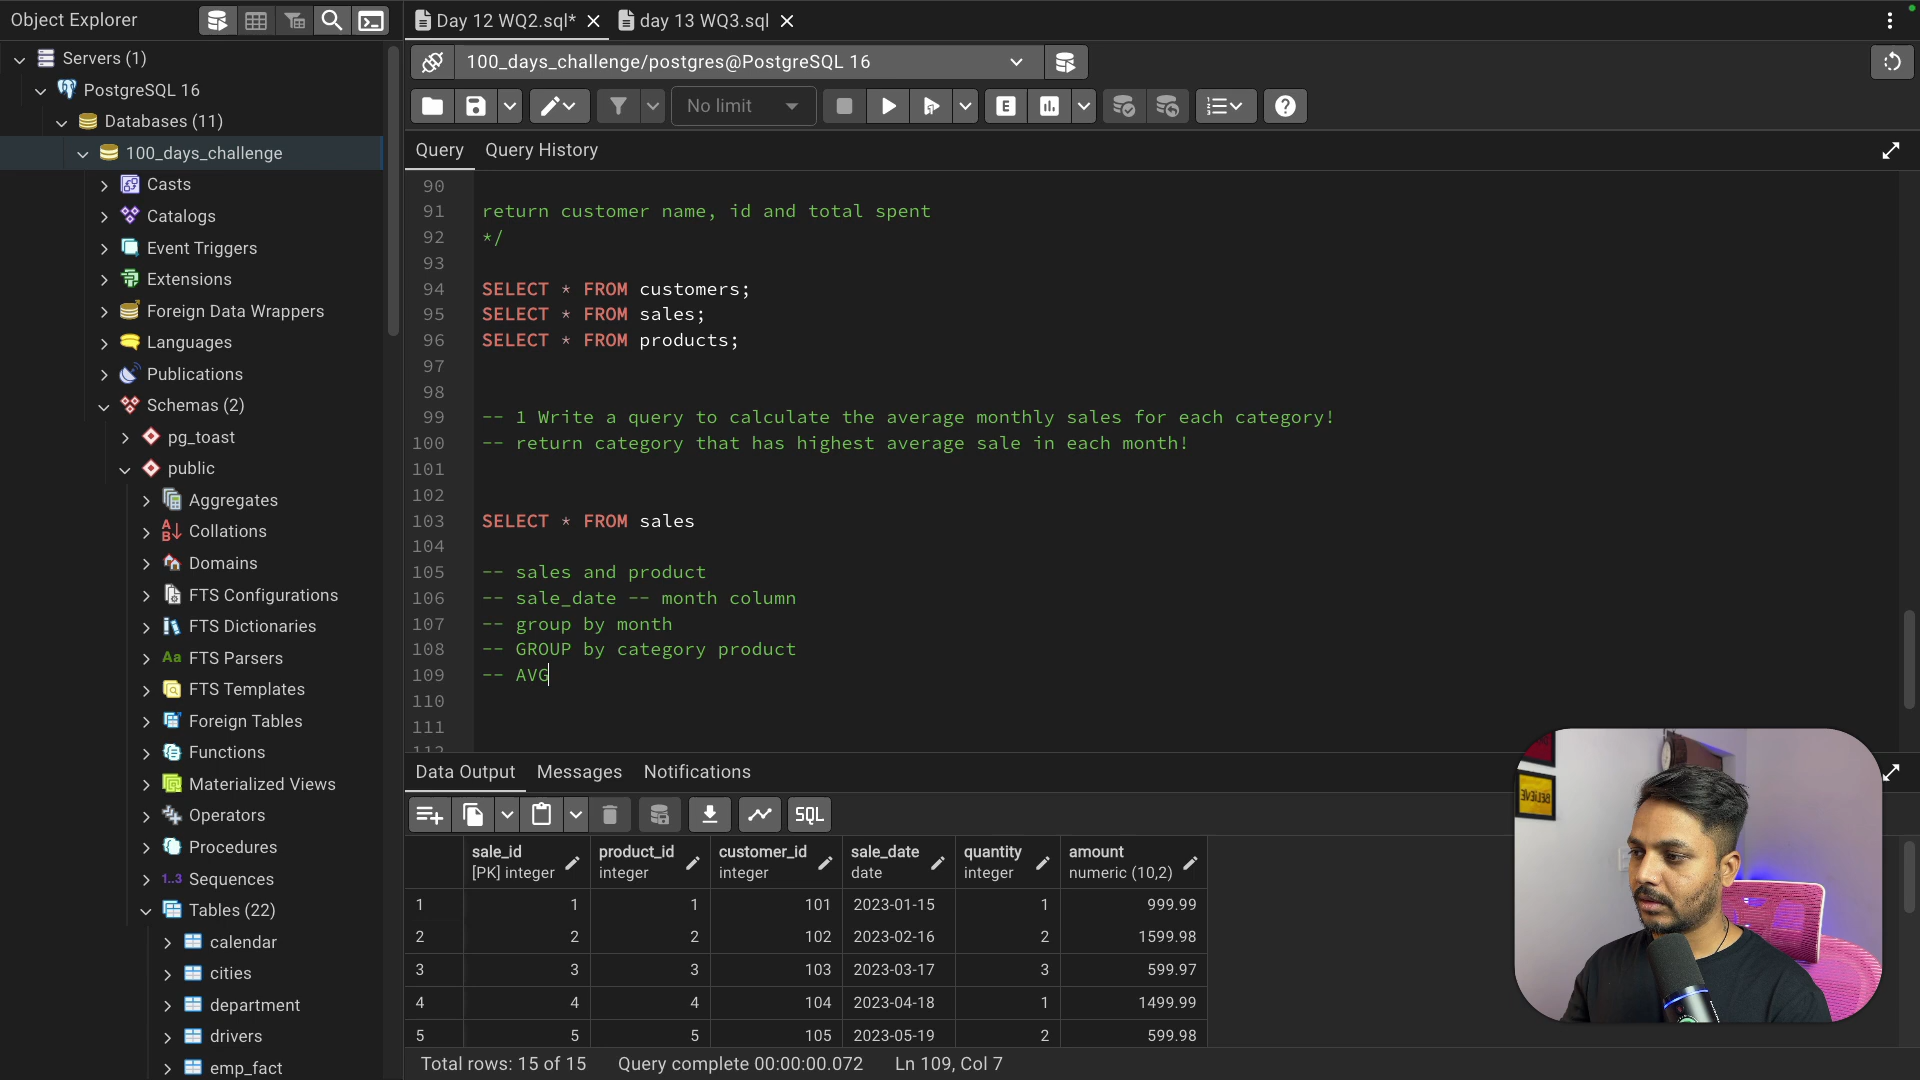 Object Explorer
Servers (1)
PostgreSQL 16
Databases (11)
100_days_challenge
Casts
Catalogs
Event Triggers
Extensions
Foreign Data Wrappers
Languages
Publications
Schemas (2)
pg_toast
public
Aggregates
Collations
Domains
FTS Configurations
FTS Dictionaries
Aa FTS Parsers
FTS Templates
Foreign Tables
Functions
Materialized Views
Operators
Procedures
1..3 Sequences
Tables (22)
calendar
cities
department
drivers
emp_fact
Day 12 WQ2.sql*
day 13 WQ3.sql
100_days_challenge/postgres@PostgreSQL 16
No limit
E
Query Query History
90
91 return customer name, id and total spent
92 */
93
94 SELECT * FROM customers;
95 SELECT * FROM sales;
96 SELECT * FROM products;
97
98
99 -- 1 Write a query to calculate the average monthly sales for each category!
100 -- return category that has highest average sale in each month!
101
102
103 SELECT * FROM sales
104
105 -- sales and product
106 -- sale_date -- month column
107 -- group by month
108 -- GROUP by category product
109 -- AVG
110
111
112
Data Output Messages Notifications
SQL
sale_id product_id customer_id sale_date quantity amount
[PK] integer integer integer date integer numeric (10,2)
1 1 1 101 2023-01-15 1 999.99
2 2 2 102 2023-02-16 2 1599.98
3 3 3 103 2023-03-17 3 599.97
4 4 4 104 2023-04-18 1 1499.99
5 5 5 105 2023-05-19 2 599.98
Total rows: 15 of 15 Query complete 00:00:00.072 Ln 109, Col 7
BELIEVE